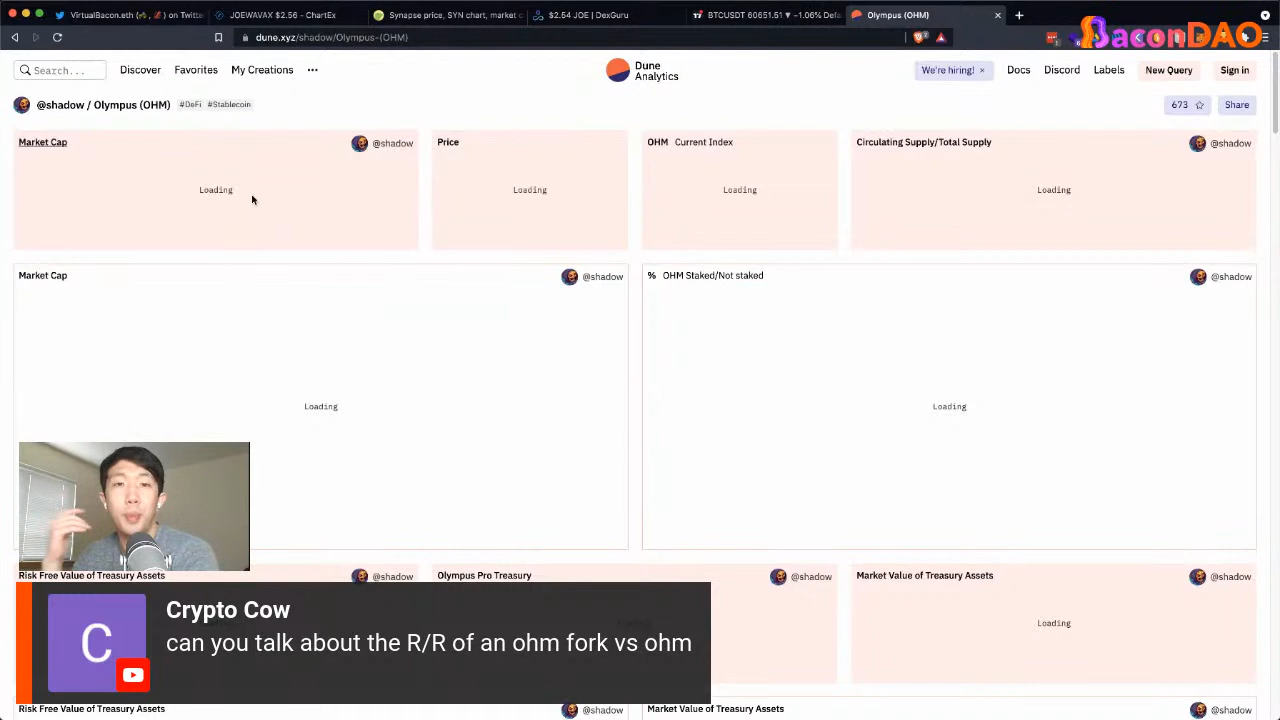 VirtualBacon.eth on Twitter
JOEWAVAX $2.56 - ChartEx
Synapse price, SYN chart, market c
$2.54 JOE | DexGuru
BTCUSDT 60651.51 ▼ −1.06% Defa
Olympus (OHM)
BaconDAO
dune.xyz/shadow/Olympus-(OHM)
Search...
Discover
Favorites
My Creations
Dune Analytics
We're hiring! ×
Docs
Discord
Labels
New Query
Sign in
@shadow / Olympus (OHM)
#DeFi #Stablecoin
673
Share
Market Cap
@shadow
Price
OHM Current Index
Circulating Supply/Total Supply
@shadow
Loading
Loading
Loading
Loading
Market Cap
@shadow
% OHM Staked/Not staked
@shadow
Loading
Loading
Risk Free Value of Treasury Assets
@shadow
Olympus Pro Treasury
@shadow
Market Value of Treasury Assets
@shadow
Loading
Crypto Cow
can you talk about the R/R of an ohm fork vs ohm
C
Risk Free Value of Treasury Assets
@shadow
Market Value of Treasury Assets
@shadow